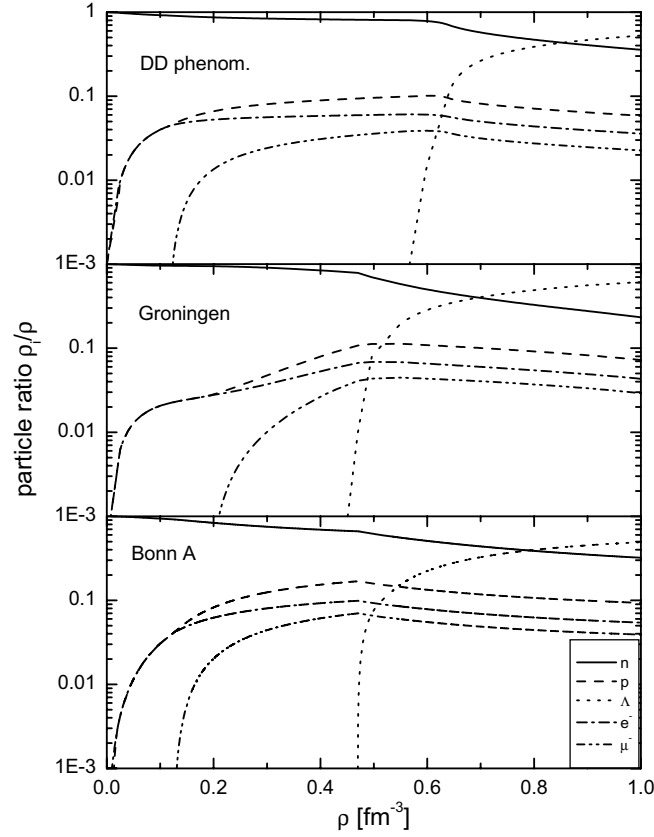 1
DD phenom.
0.1
0.01
1E-3
Groningen
0.1
0.01
1E-3
Bonn A
0.1
0.01
1E-3
particle ratio ρi/ρ
n
p
Λ
e-
μ-
0.0 0.2 0.4 0.6 0.8 1.0
ρ [fm-3]